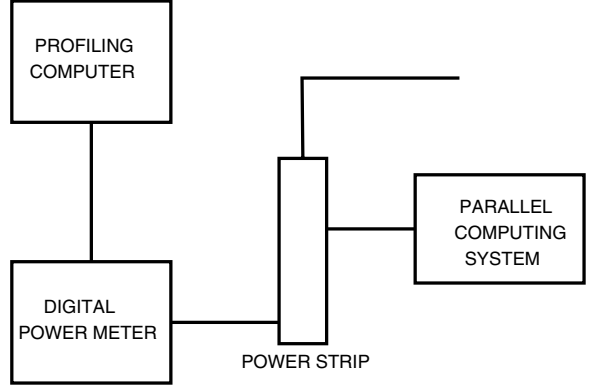 PROFILING
COMPUTER
PARALLEL
COMPUTING
SYSTEM
DIGITAL
POWER METER
POWER STRIP